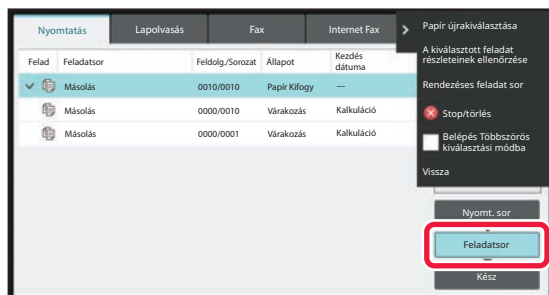 Nyomtatás
Lapolvasás
Fax
Internet Fax
Felad
Feladatsor
Feldolg./Sorozat
Állapot
Kezdés
dátuma
Másolás
0010/0010
Papír Kifogy
---
Másolás
0000/0010
Várakozás
Kalkuláció
Másolás
0000/0001
Várakozás
Kalkuláció
Papír újrakiválasztása
A kiválasztott feladat
részleteinek ellenőrzése
Rendezéses feladat sor
Stop/törlés
Belépés Többszörös
kiválasztási módba
Vissza
Nyomt. sor
Feladatsor
Kész